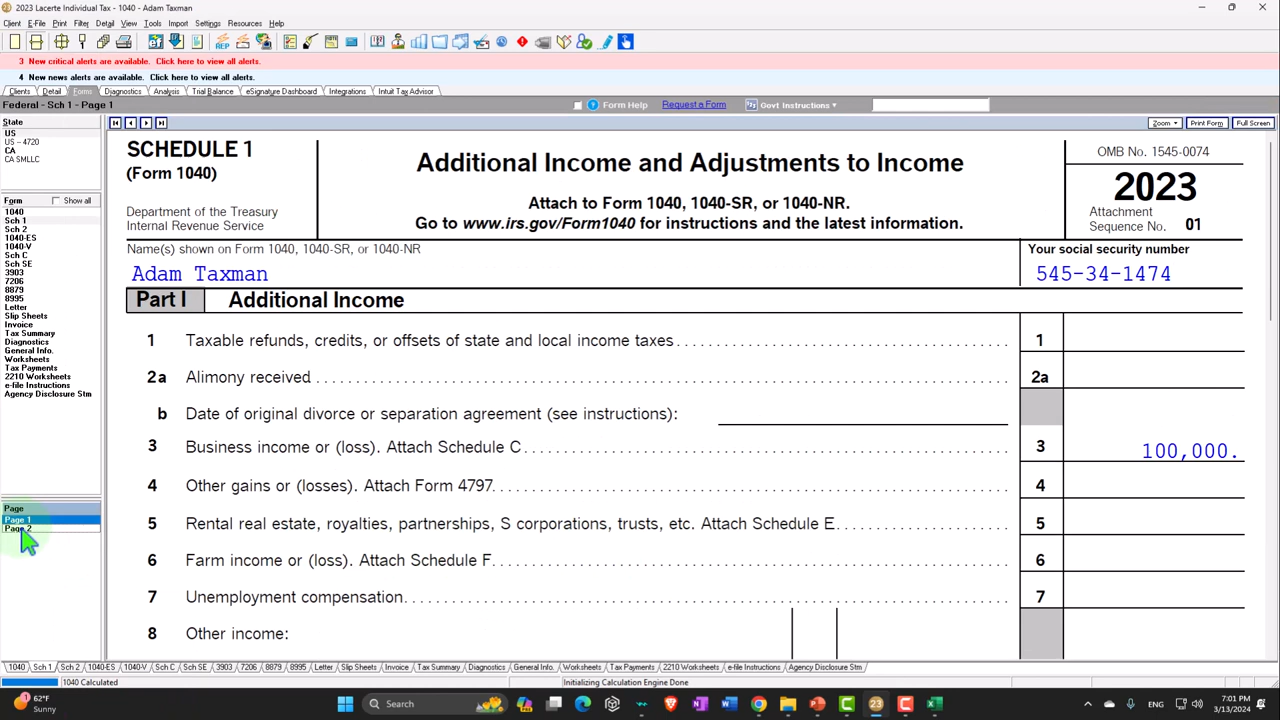 2023 Lacerte Individual Tax - 1040 - Adam Taxman
Client E-File Print Filter Detail View Tools Import Settings Resources Help
3 New critical alerts are available. Click here to view all alerts.
4 New news alerts are available. Click here to view all alerts.
Clients Detail Forms Diagnostics Analysis Trial Balance eSignature Dashboard Integrations Intuit Tax Advisor
Federal - Sch 1 - Page 1 Form Help Request a Form Govt Instructions
State
US
US – 4720
CA
CA SMLLC
Form Show all
1040
Sch 1
Sch 2
1040-ES
1040-V
Sch C
Sch SE
3903
7206
8879
8995
Letter
Slip Sheets
Invoice
Tax Summary
Diagnostics
General Info.
Worksheets
Tax Payments
2210 Worksheets
e-file Instructions
Agency Disclosure Stm
Page
Page 1
Page 2
Zoom Print Form Full Screen
SCHEDULE 1
(Form 1040)
Department of the Treasury
Internal Revenue Service
Additional Income and Adjustments to Income
Attach to Form 1040, 1040-SR, or 1040-NR.
Go to www.irs.gov/Form1040 for instructions and the latest information.
OMB No. 1545-0074
2023
Attachment
Sequence No. 01
Name(s) shown on Form 1040, 1040-SR, or 1040-NR Your social security number
Adam Taxman 545-34-1474
Part I Additional Income
1 Taxable refunds, credits, or offsets of state and local income taxes 1
2a Alimony received 2a
b Date of original divorce or separation agreement (see instructions):
3 Business income or (loss). Attach Schedule C 3 100,000.
4 Other gains or (losses). Attach Form 4797 4
5 Rental real estate, royalties, partnerships, S corporations, trusts, etc. Attach Schedule E 5
6 Farm income or (loss). Attach Schedule F 6
7 Unemployment compensation 7
8 Other income:
1040 Sch 1 Sch 2 1040-ES 1040-V Sch C Sch SE 3903 7206 8879 8995 Letter Slip Sheets Invoice Tax Summary Diagnostics General Info. Worksheets Tax Payments 2210 Worksheets e-file Instructions Agency Disclosure Stm
1040 Calculated Initializing Calculation Engine Done
62°F
Sunny
Search
ENG
7:01 PM
3/13/2024